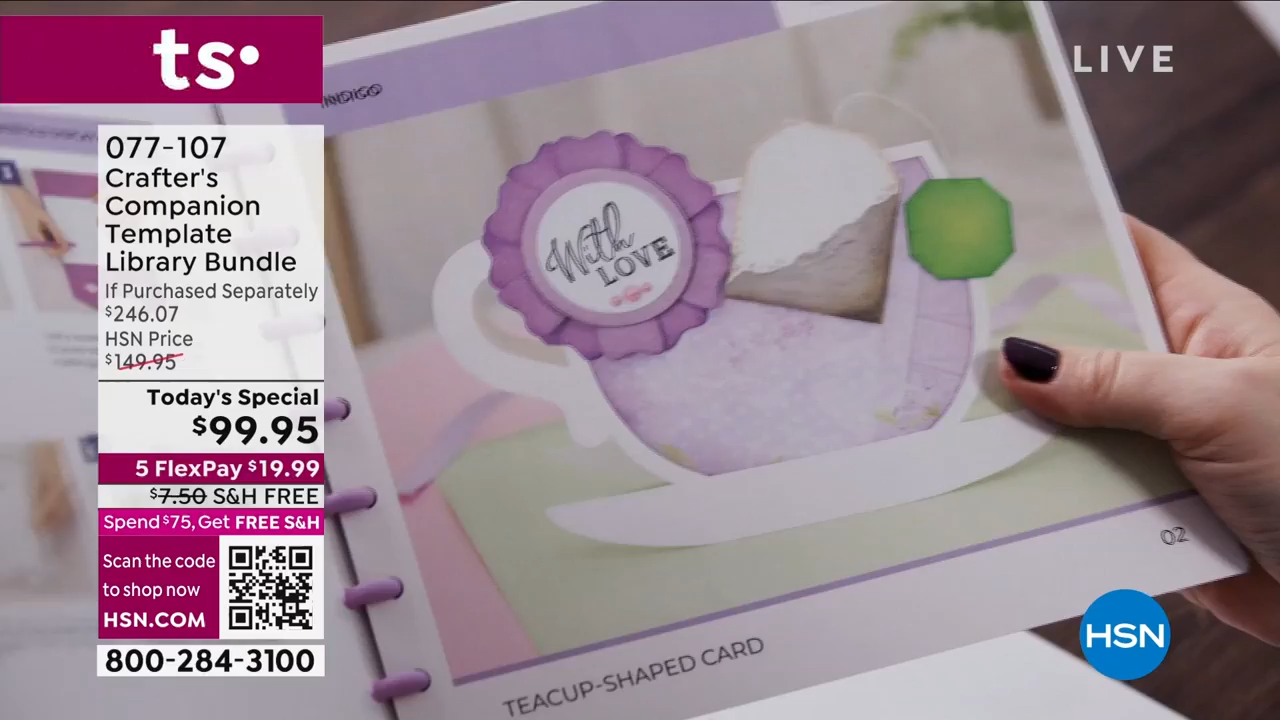 ts.
LIVE
077-107
Crafter's
Companion
Template
Library Bundle
If Purchased Separately
$246.07
HSN Price
$149.95
Today's Special
$99.95
5 FlexPay $19.99
$7.50 S&H FREE
Spend $75, Get FREE S&H
Scan the code
to shop now
HSN.COM
800-284-3100
INDIGO
With
LOVE
02
TEACUP-SHAPED CARD
HSN